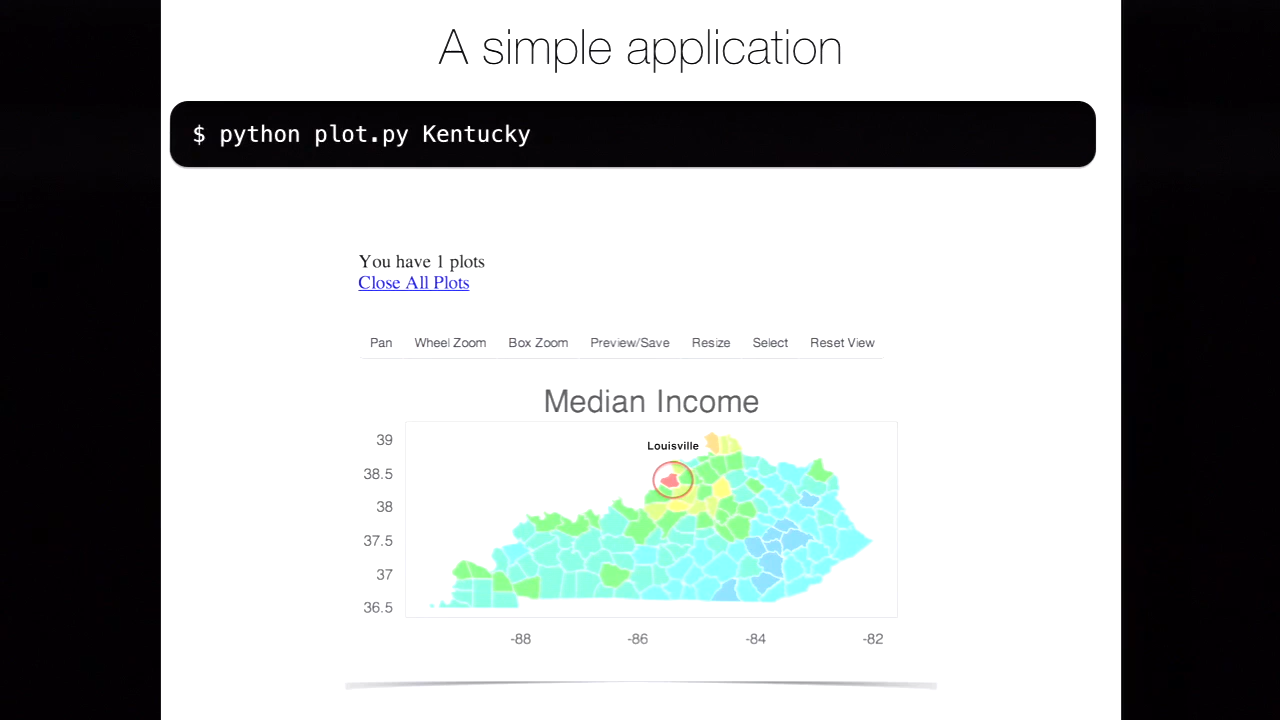 A simple application
$ python plot.py Kentucky
You have 1 plots
Close All Plots
Pan Wheel Zoom Box Zoom Preview/Save Resize Select Reset View
Median Income
Louisville
39
38.5
38
37.5
37
36.5
-88 -86 -84 -82